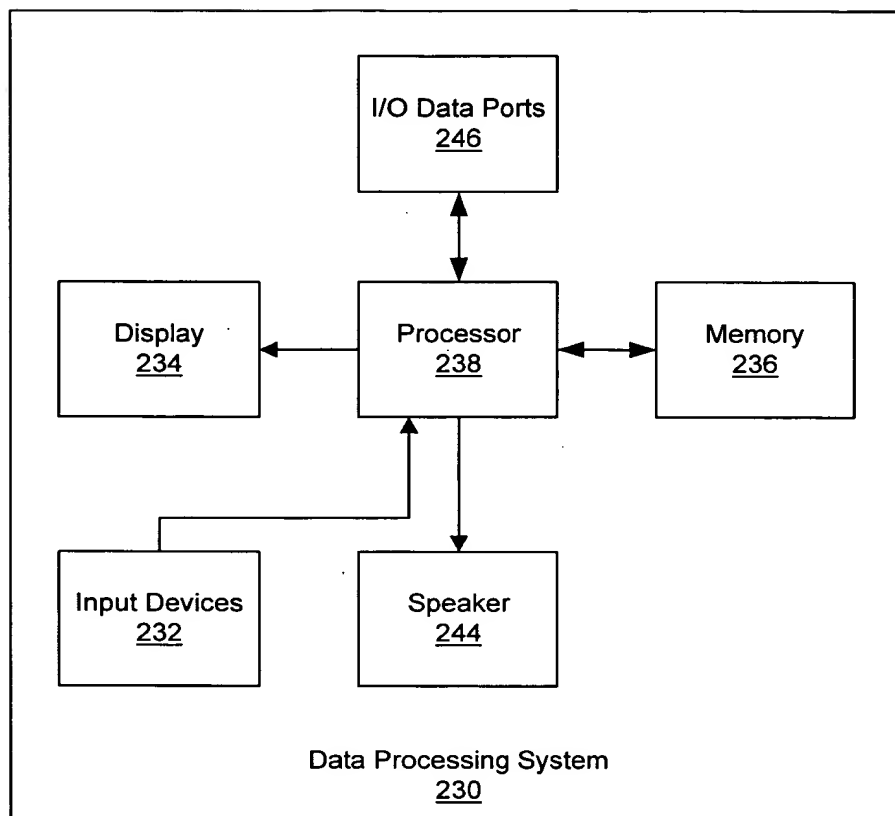 I/O Data Ports
246
Display
234
Processor
238
Memory
236
Input Devices
232
Speaker
244
Data Processing System
230